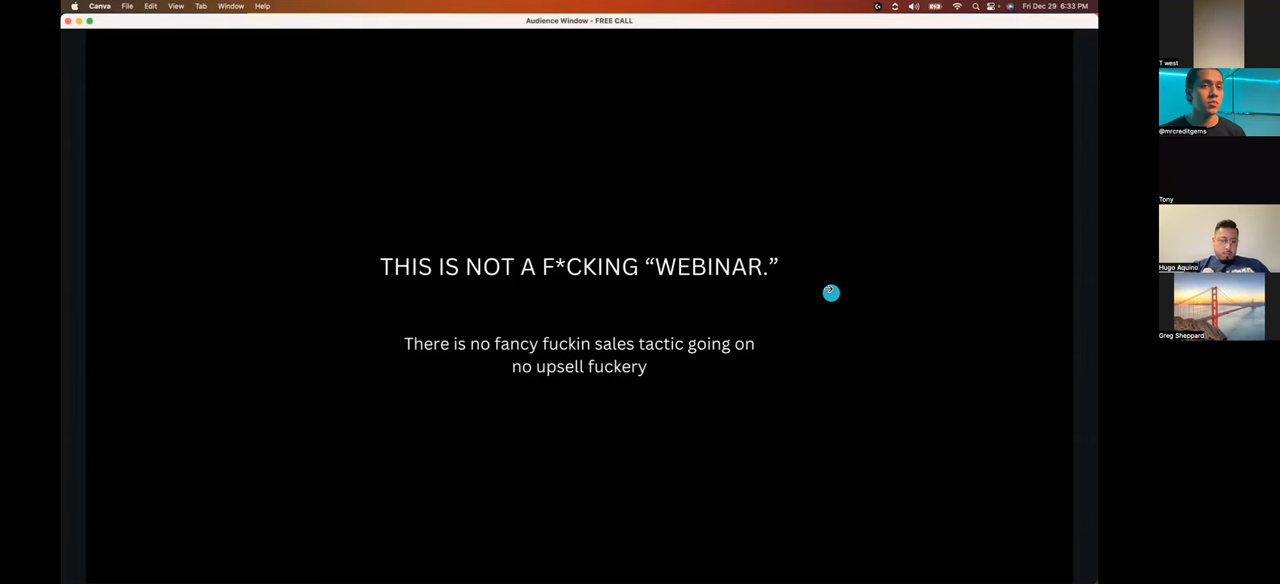 Canva File Edit View Tab Window Help
Fri Dec 29 6:33 PM
Audience Window - FREE CALL
THIS IS NOT A F*CKING “WEBINAR.”
There is no fancy fuckin sales tactic going on
no upsell fuckery
T west
@mrcreditgems
Tony
Hugo Aquino
Greg Sheppard